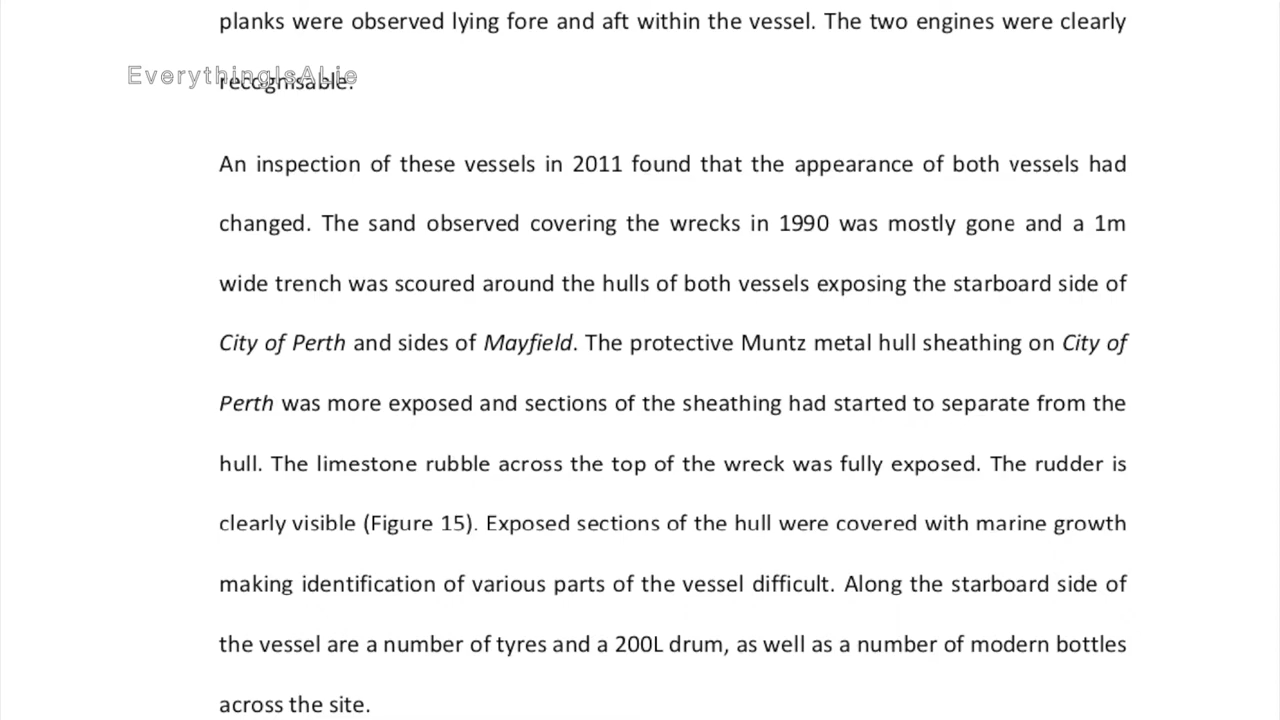 planks were observed lying fore and aft within the vessel. The two engines were clearly
EverythingIsALie
recognisable.
An inspection of these vessels in 2011 found that the appearance of both vessels had
changed. The sand observed covering the wrecks in 1990 was mostly gone and a 1m
wide trench was scoured around the hulls of both vessels exposing the starboard side of
City of Perth and sides of Mayfield. The protective Muntz metal hull sheathing on City of
Perth was more exposed and sections of the sheathing had started to separate from the
hull. The limestone rubble across the top of the wreck was fully exposed. The rudder is
clearly visible (Figure 15). Exposed sections of the hull were covered with marine growth
making identification of various parts of the vessel difficult. Along the starboard side of
the vessel are a number of tyres and a 200L drum, as well as a number of modern bottles
across the site.